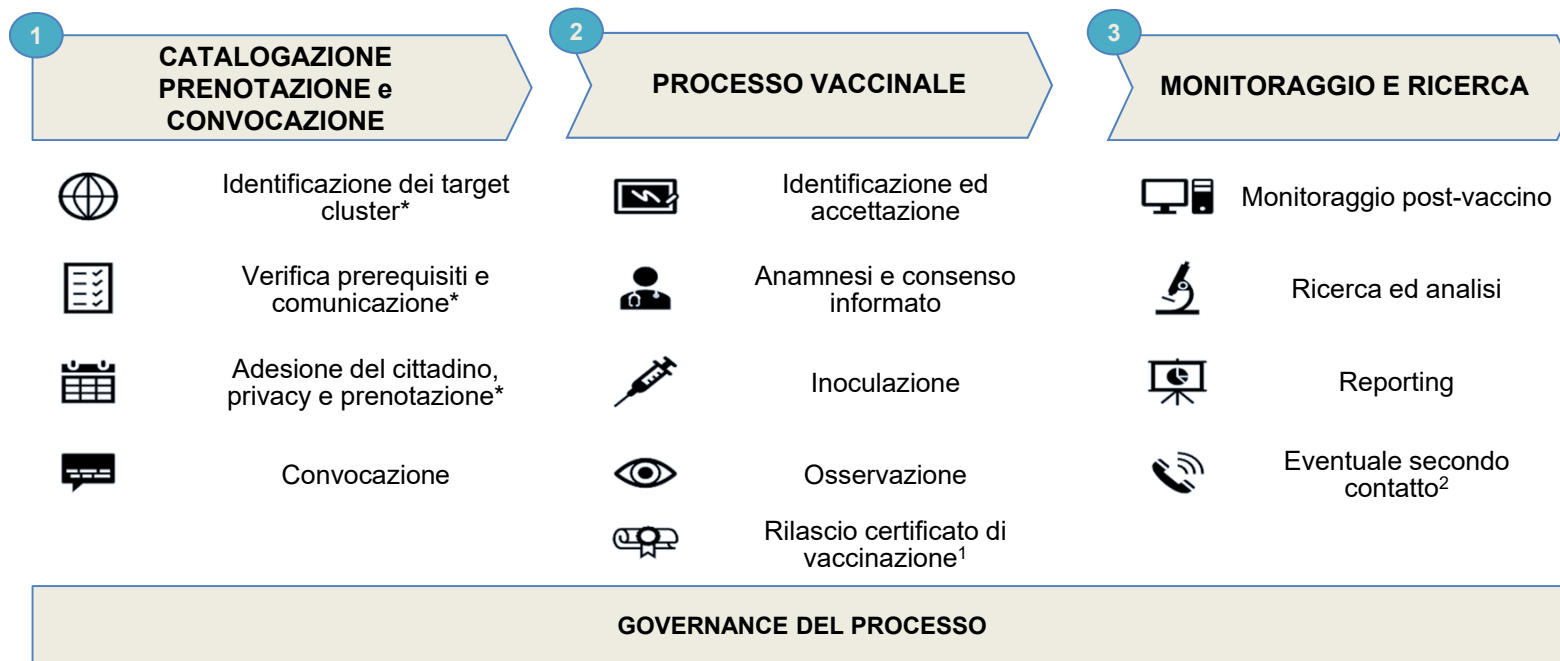 1
CATALOGAZIONE
PRENOTAZIONE e
CONVOCAZIONE
Identificazione dei target
cluster*
Verifica prerequisiti e
comunicazione*
Adesione del cittadino,
privacy e prenotazione*
Convocazione
2
PROCESSO VACCINALE
Identificazione ed
accettazione
Anamnesi e consenso
informato
Inoculazione
Osservazione
Rilascio certificato di
vaccinazione1
3
MONITORAGGIO E RICERCA
Monitoraggio post-vaccino
Ricerca ed analisi
Reporting
Eventuale secondo
contatto2
GOVERNANCE DEL PROCESSO